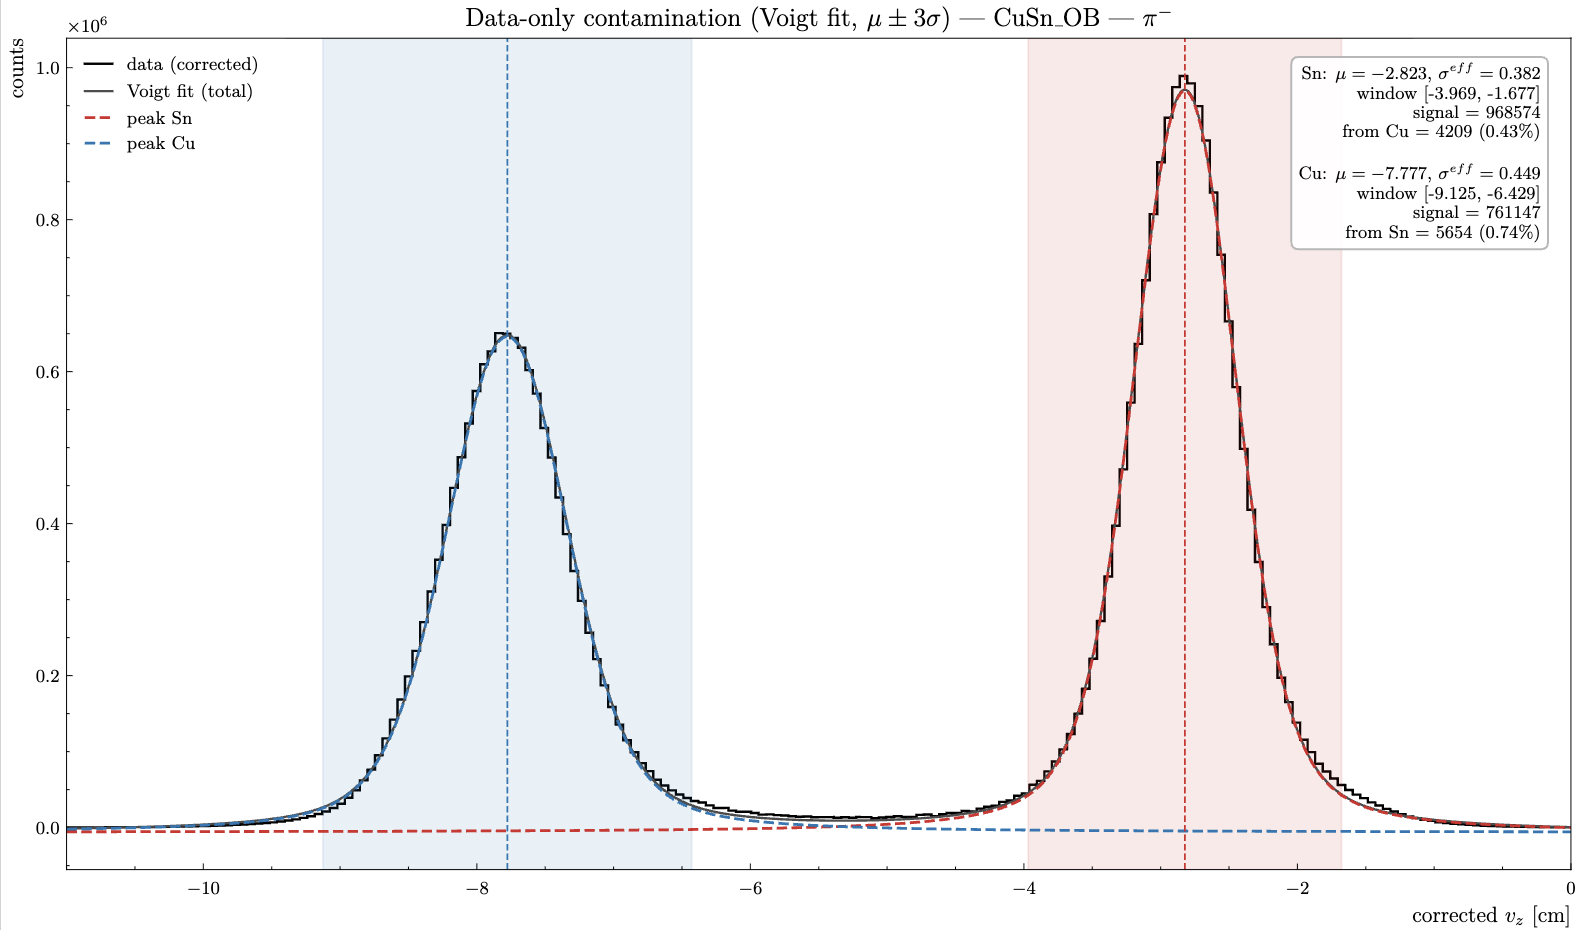 Data-only contamination (Voigt fit, μ ± 3σ) — CuSn_OB — π⁻
×10⁶
counts
data (corrected)
Voigt fit (total)
peak Sn
peak Cu
Sn: μ = −2.823, σᵉᶠᶠ = 0.382
window [-3.969, -1.677]
signal = 968574
from Cu = 4209 (0.43%)
Cu: μ = −7.777, σᵉᶠᶠ = 0.449
window [-9.125, -6.429]
signal = 761147
from Sn = 5654 (0.74%)
1.0
0.8
0.6
0.4
0.2
0.0
−10 −8 −6 −4 −2 0
corrected v_z [cm]